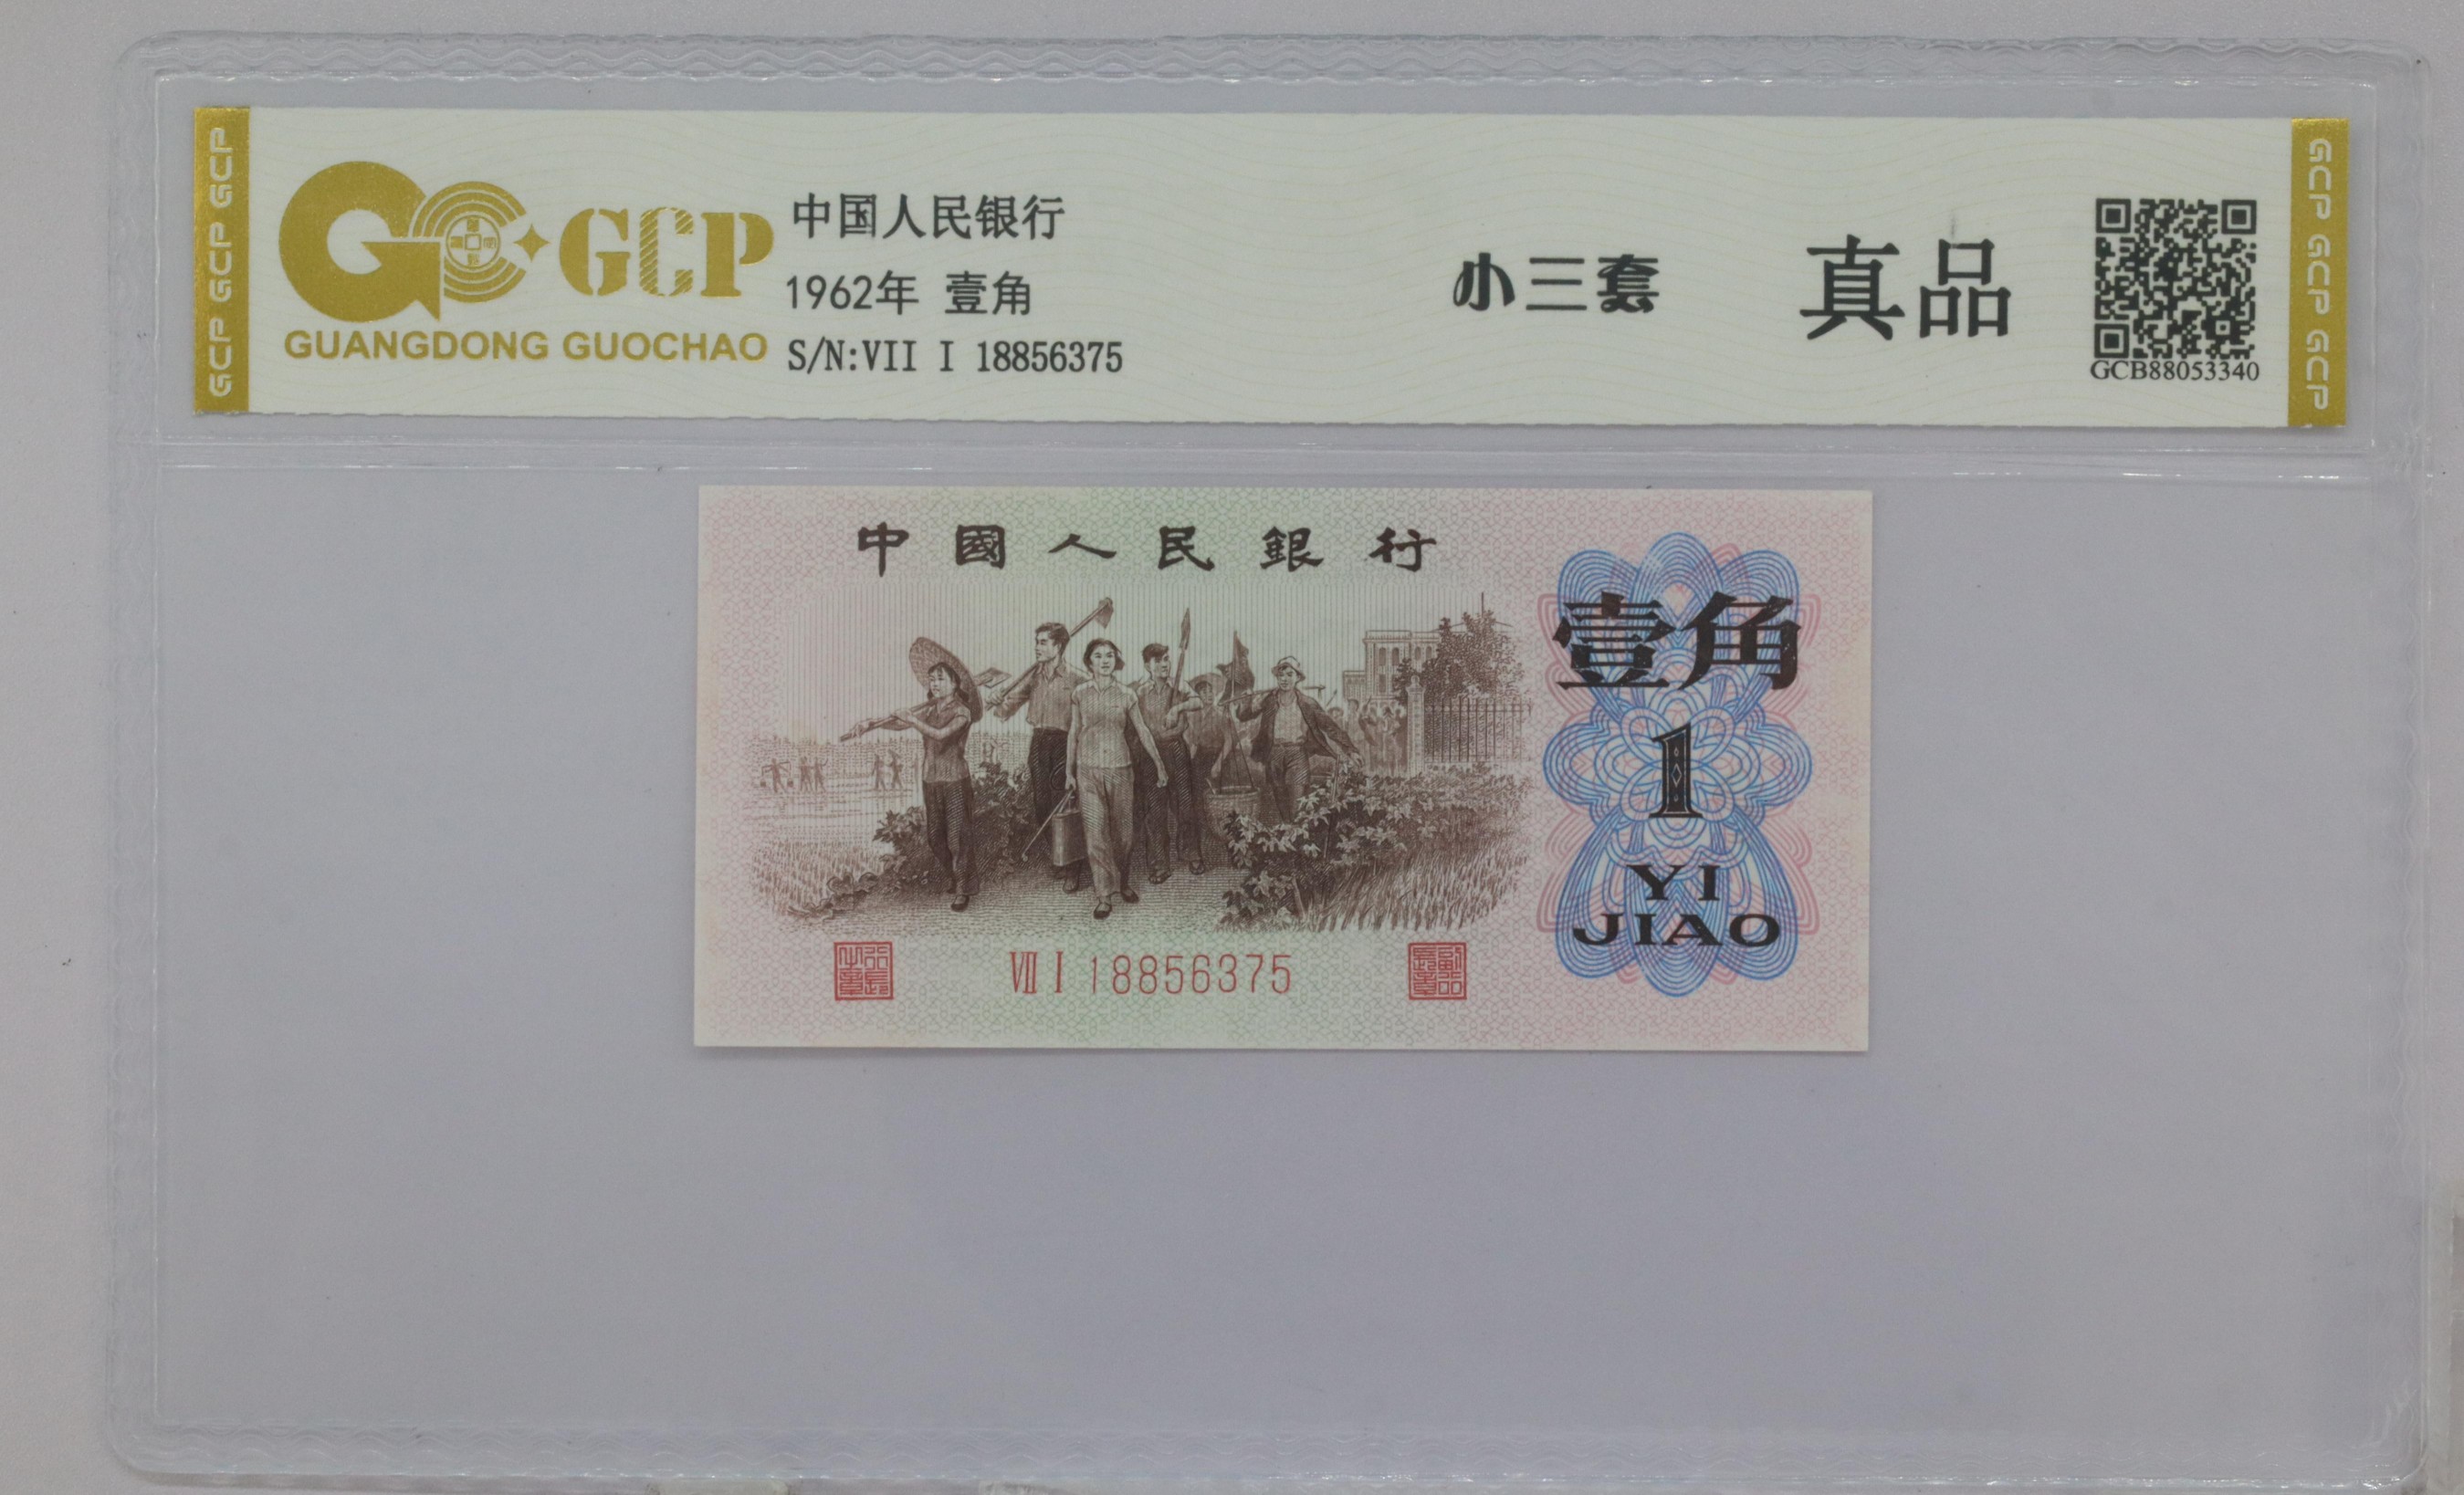 GCP GCP GCP
GCP
GUANGDONG GUOCHAO
中国人民银行
1962年 壹角
S/N:VII I 18856375
小三套
真品
GCB88053340
GCP GCP GCP
中國人民銀行
壹角
1
YI
JIAO
VII I 18856375